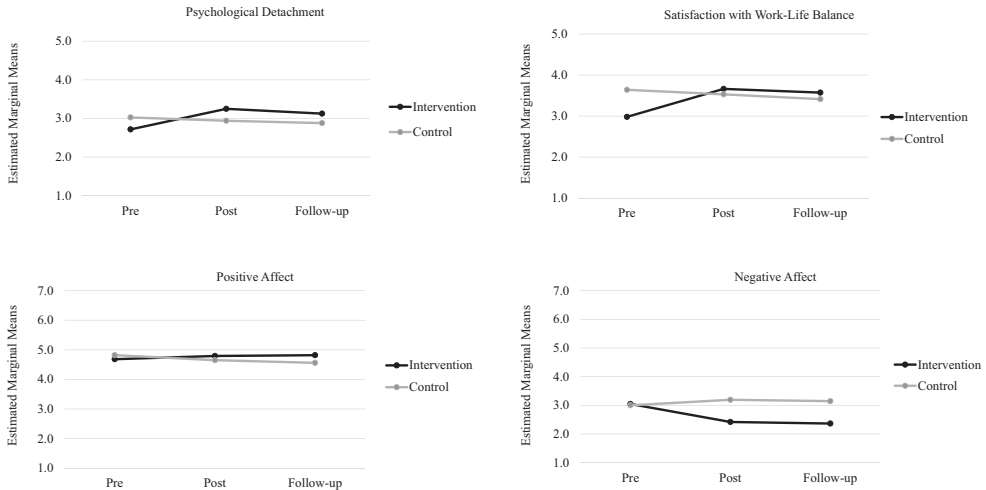 Psychological Detachment
Estimated Marginal Means
5.0
4.0
3.0
2.0
1.0
Pre Post Follow-up
Intervention
Control
Satisfaction with Work-Life Balance
Estimated Marginal Means
5.0
4.0
3.0
2.0
1.0
Pre Post Follow-up
Intervention
Control
Positive Affect
Estimated Marginal Means
7.0
6.0
5.0
4.0
3.0
2.0
1.0
Pre Post Follow-up
Intervention
Control
Negative Affect
Estimated Marginal Means
7.0
6.0
5.0
4.0
3.0
2.0
1.0
Pre Post Follow-up
Intervention
Control